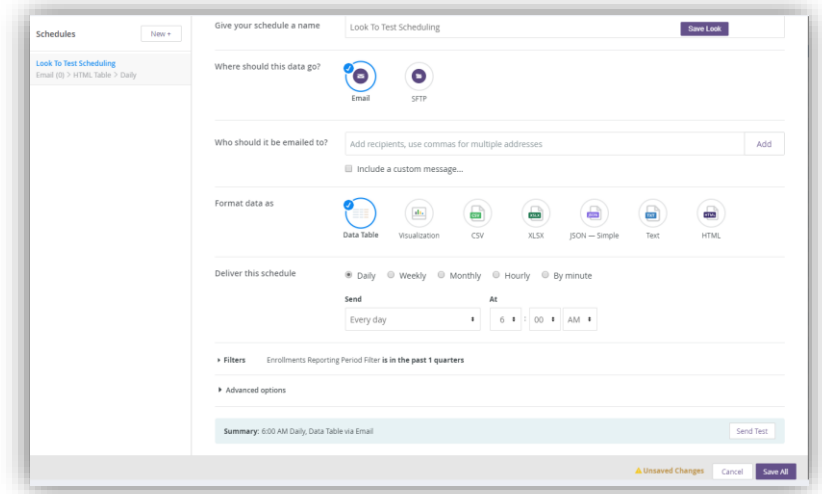 Schedules
New +
Look To Test Scheduling
Email (0) > HTML Table > Daily
Give your schedule a name
Look To Test Scheduling
Save Look
Where should this data go?
Email
SFTP
Who should it be emailed to?
Add recipients, use commas for multiple addresses
Add
Include a custom message...
Format data as
Data Table
Visualization
CSV
CSV
XLSX
XLSX
JSON — Simple
TXT
Text
HTML
HTML
Deliver this schedule
Daily Weekly Monthly Hourly By minute
Send
At
Every day
6 : 00 AM
Filters Enrollments Reporting Period Filter is in the past 1 quarters
Advanced options
Summary: 6:00 AM Daily, Data Table via Email
Send Test
Unsaved Changes
Cancel
Save All